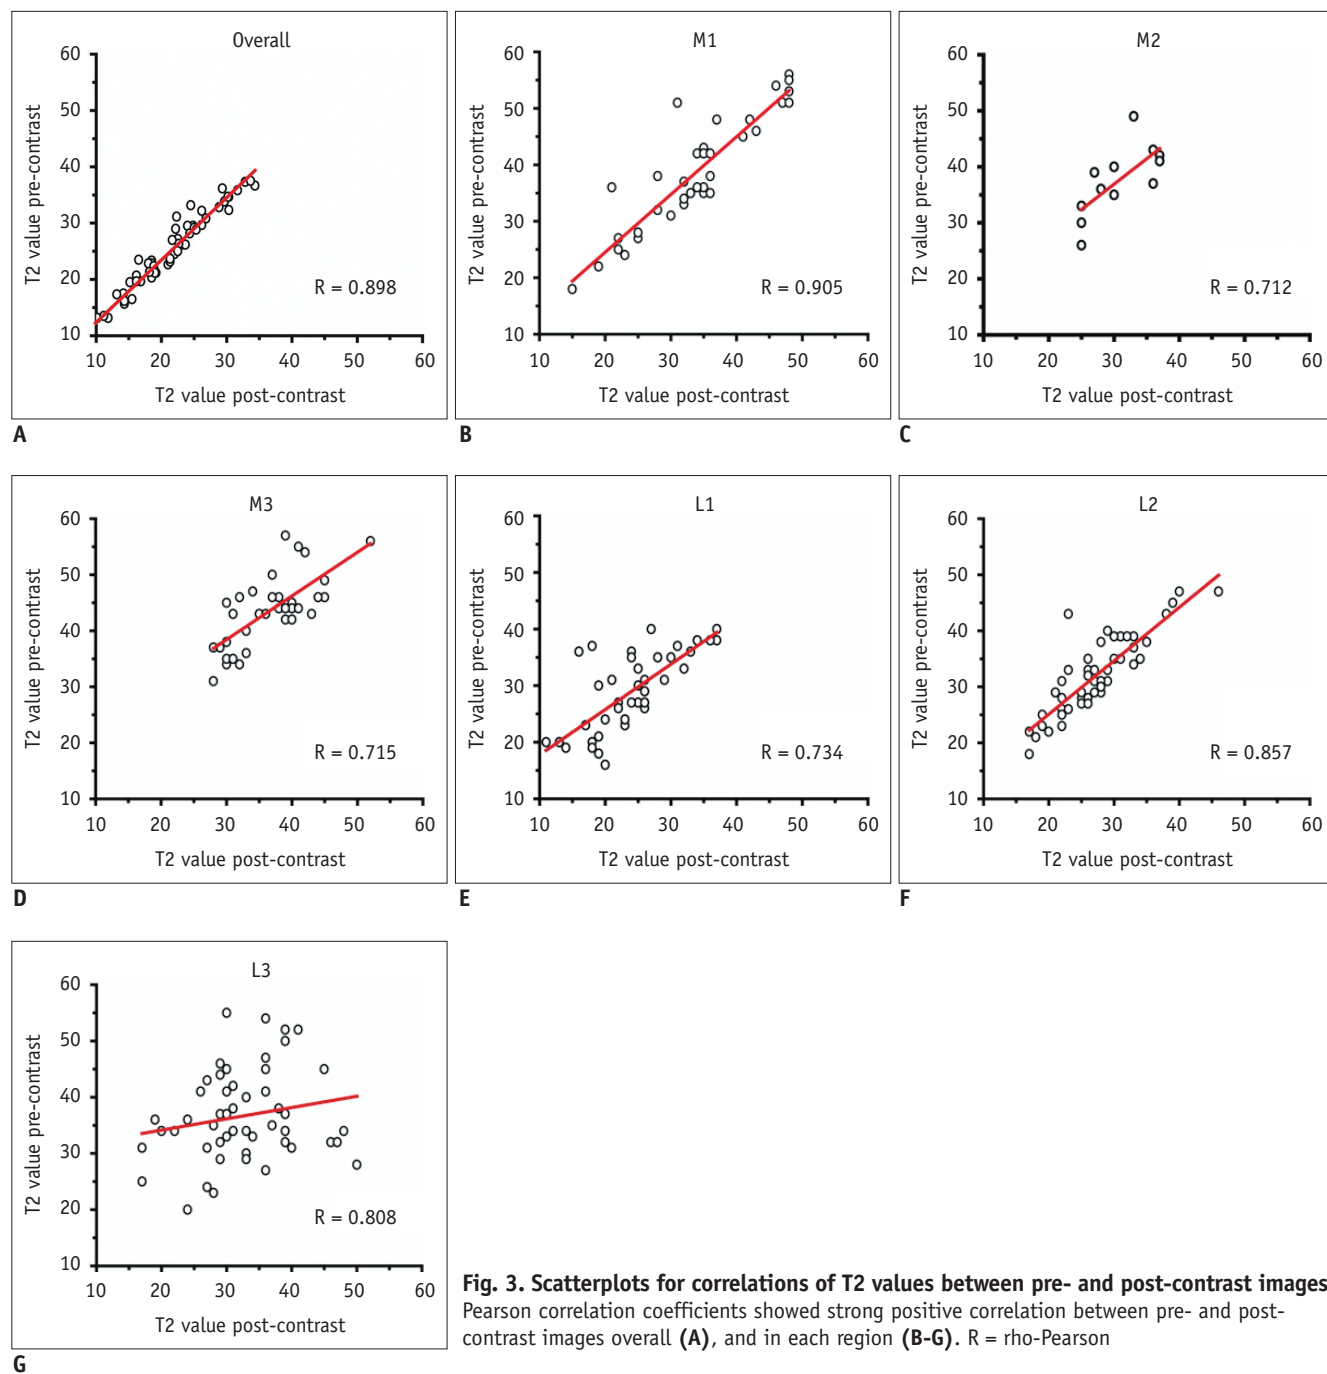 Overall
T2 value pre-contrast
60
50
40
30
20
10
R = 0.898
10 20 30 40 50 60
T2 value post-contrast
A
M1
T2 value pre-contrast
60
50
40
30
20
10
R = 0.905
10 20 30 40 50 60
T2 value post-contrast
B
M2
T2 value pre-contrast
60
50
40
30
20
10
R = 0.712
10 20 30 40 50 60
T2 value post-contrast
C
M3
T2 value pre-contrast
60
50
40
30
20
10
R = 0.715
10 20 30 40 50 60
T2 value post-contrast
D
L1
T2 value pre-contrast
60
50
40
30
20
10
R = 0.734
10 20 30 40 50 60
T2 value post-contrast
E
L2
T2 value pre-contrast
60
50
40
30
20
10
R = 0.857
10 20 30 40 50 60
T2 value post-contrast
F
L3
T2 value pre-contrast
60
50
40
30
20
10
R = 0.808
10 20 30 40 50 60
T2 value post-contrast
G
Fig. 3. Scatterplots for correlations of T2 values between pre- and post-contrast images
Pearson correlation coefficients showed strong positive correlation between pre- and post-
contrast images overall (A), and in each region (B-G). R = rho-Pearson